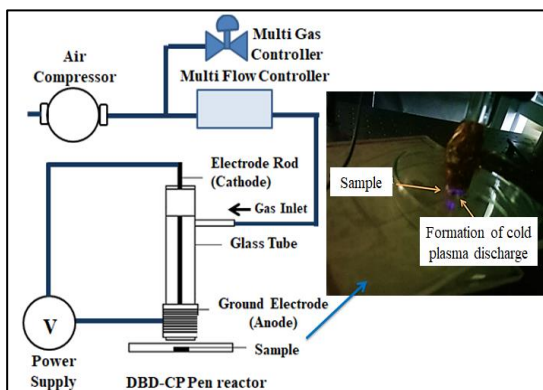 Multi Gas
Controller
Air
Compressor
Multi Flow Controller
Electrode Rod
(Cathode)
Gas Inlet
Glass Tube
Sample
Formation of cold
plasma discharge
Ground Electrode
(Anode)
V
Sample
Power
Supply
DBD-CP Pen reactor